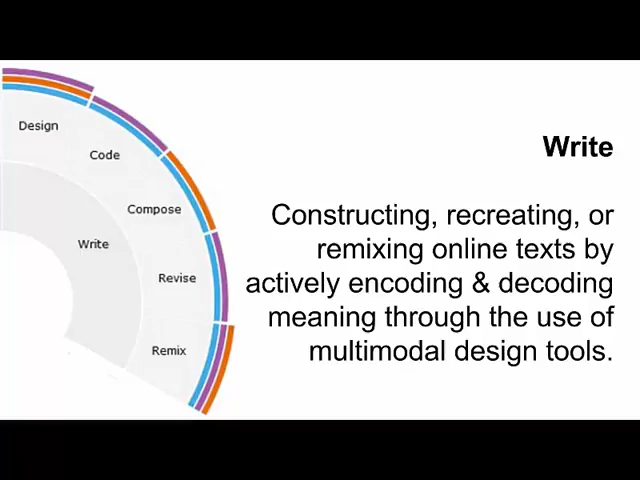 Design
Code
Compose
Write
Revise
Remix
Write
Constructing, recreating, or
remixing online texts by
actively encoding & decoding
meaning through the use of
multimodal design tools.